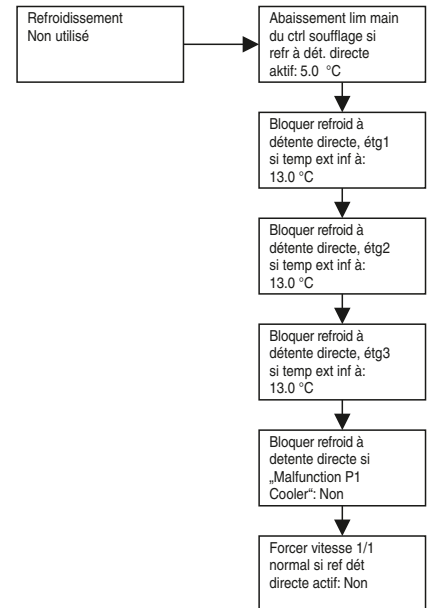 Refroidissement
Non utilisé
Abaissement lim main
du ctrl soufflage si
refr à dét. directe
aktif: 5.0  °C
Bloquer refroid à
détente directe, étg1
si temp ext inf à:
13.0 °C
Bloquer refroid à
détente directe, étg2
si temp ext inf à:
13.0 °C
Bloquer refroid à
détente directe, étg3
si temp ext inf à:
13.0 °C
Bloquer refroid à
detente directe si
„Malfunction P1
Cooler“: Non
Forcer vitesse 1/1
normal si ref dét
directe actif: Non